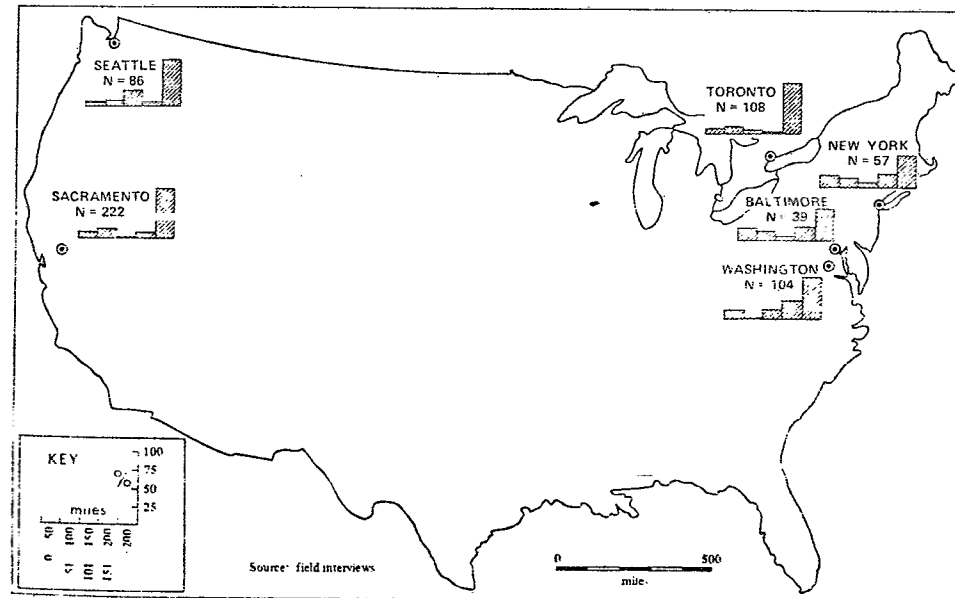 SEATTLE
N = 86
TORONTO
N = 108
NEW YORK
N = 57
SACRAMENTO
N = 222
BALTIMORE
N = 39
WASHINGTON
N = 104
KEY
100
75
%
50
25
miles
0 50
51 100
101 150
151 200
200
Source: field interviews
0 500
miles